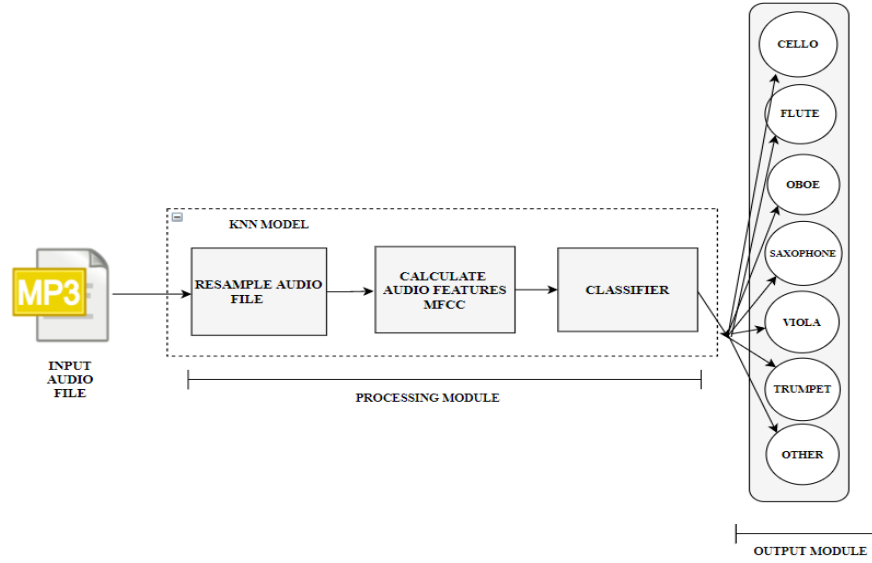 CELLO
FLUTE
OBOE
SAXOPHONE
VIOLA
TRUMPET
OTHER
OUTPUT MODULE
KNN MODEL
RESAMPLE AUDIO
FILE
CALCULATE
AUDIO FEATURES
MFCC
CLASSIFIER
PROCESSING MODULE
MP3
INPUT
AUDIO
FILE